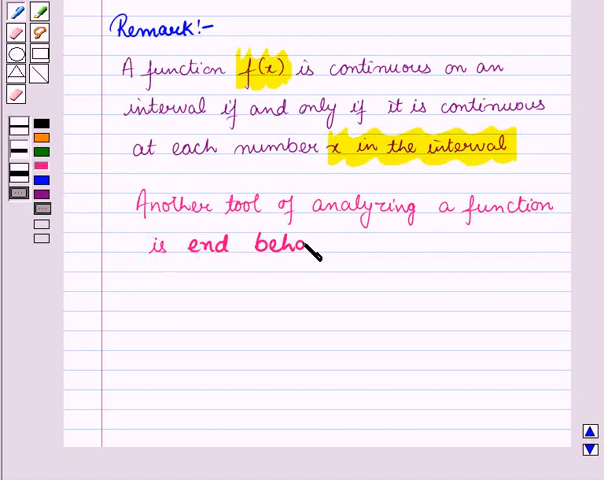 Remark:-
A function f(x) is continuous on an
interval if and only if it is continuous
at each number x in the interval
Another tool of analyzing a function
is end beha